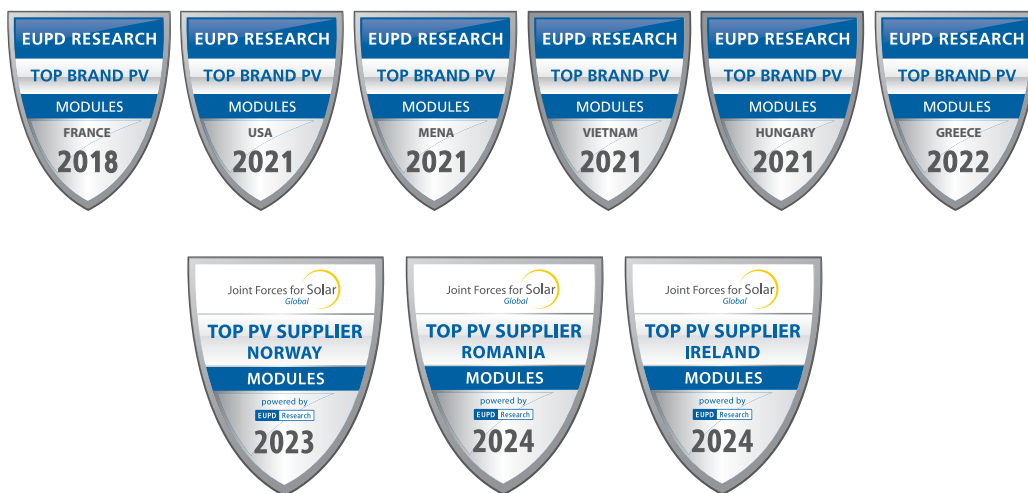 EUPD RESEARCH
TOP BRAND PV
MODULES
FRANCE
2018
EUPD RESEARCH
TOP BRAND PV
MODULES
USA
2021
EUPD RESEARCH
TOP BRAND PV
MODULES
MENA
2021
EUPD RESEARCH
TOP BRAND PV
MODULES
VIETNAM
2021
EUPD RESEARCH
TOP BRAND PV
MODULES
HUNGARY
2021
EUPD RESEARCH
TOP BRAND PV
MODULES
GREECE
2022
Joint Forces for Solar
Global
TOP PV SUPPLIER
NORWAY
MODULES
powered by
EUPD Research
2023
Joint Forces for Solar
Global
TOP PV SUPPLIER
ROMANIA
MODULES
powered by
EUPD Research
2024
Joint Forces for Solar
Global
TOP PV SUPPLIER
IRELAND
MODULES
powered by
EUPD Research
2024